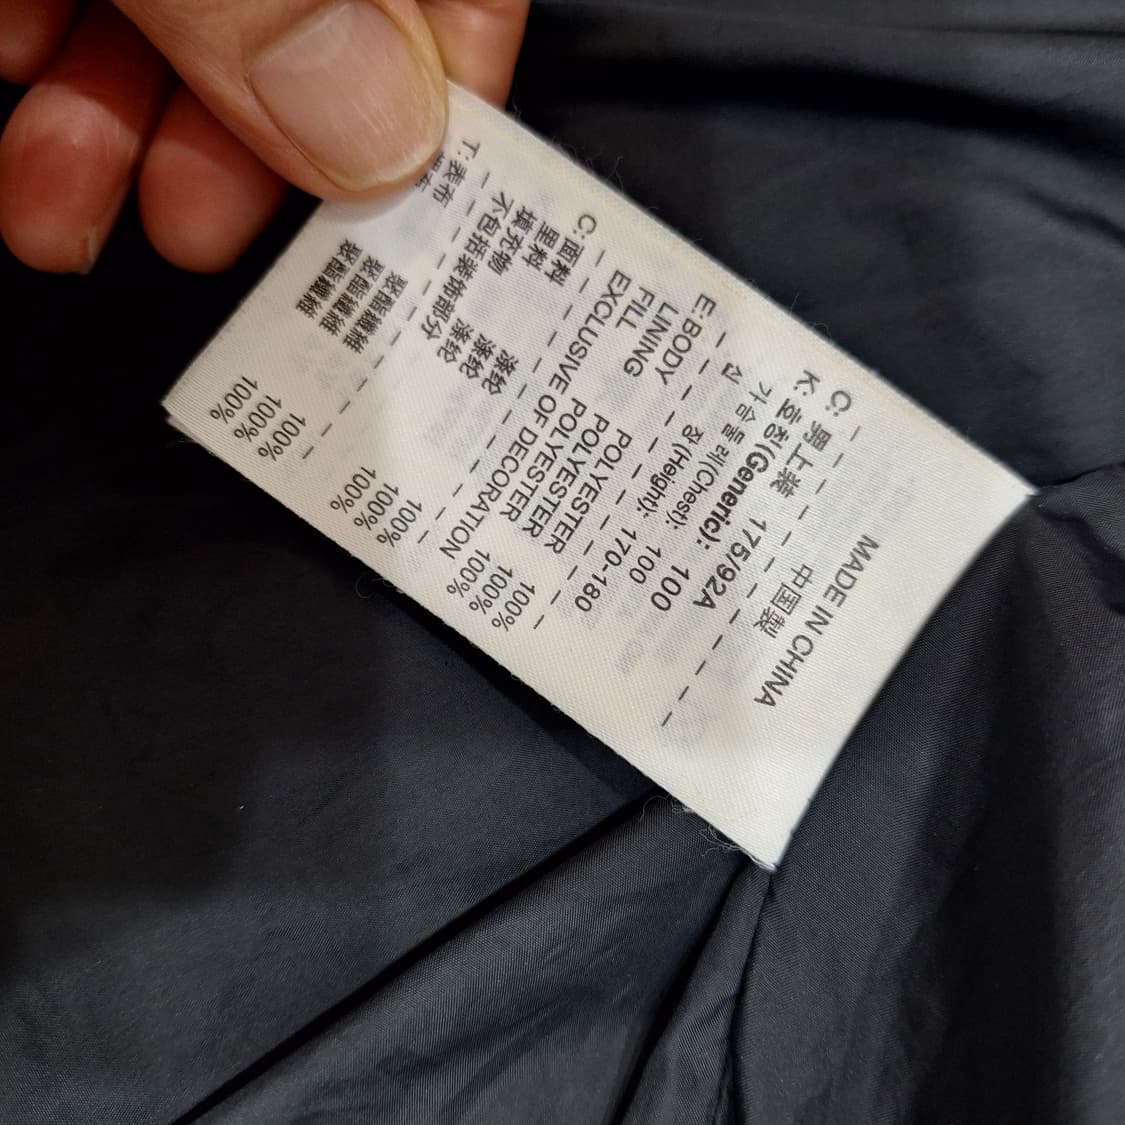 MADE IN CHINA
中国製
C: 男上装 175/92A
K: 호칭(Generic): 100
가슴둘레(Chest): 100
신 장(Height): 170-180
E: BODY POLYESTER 100%
LINING POLYESTER 100%
FILL POLYESTER 100%
EXCLUSIVE OF DECORATION
C: 面料 涤纶 100%
里料 涤纶 100%
填充物 涤纶 100%
不包括装饰部分
T: 表布 聚酯纖維 100%
聚酯纖維 100%
聚酯纖維 100%